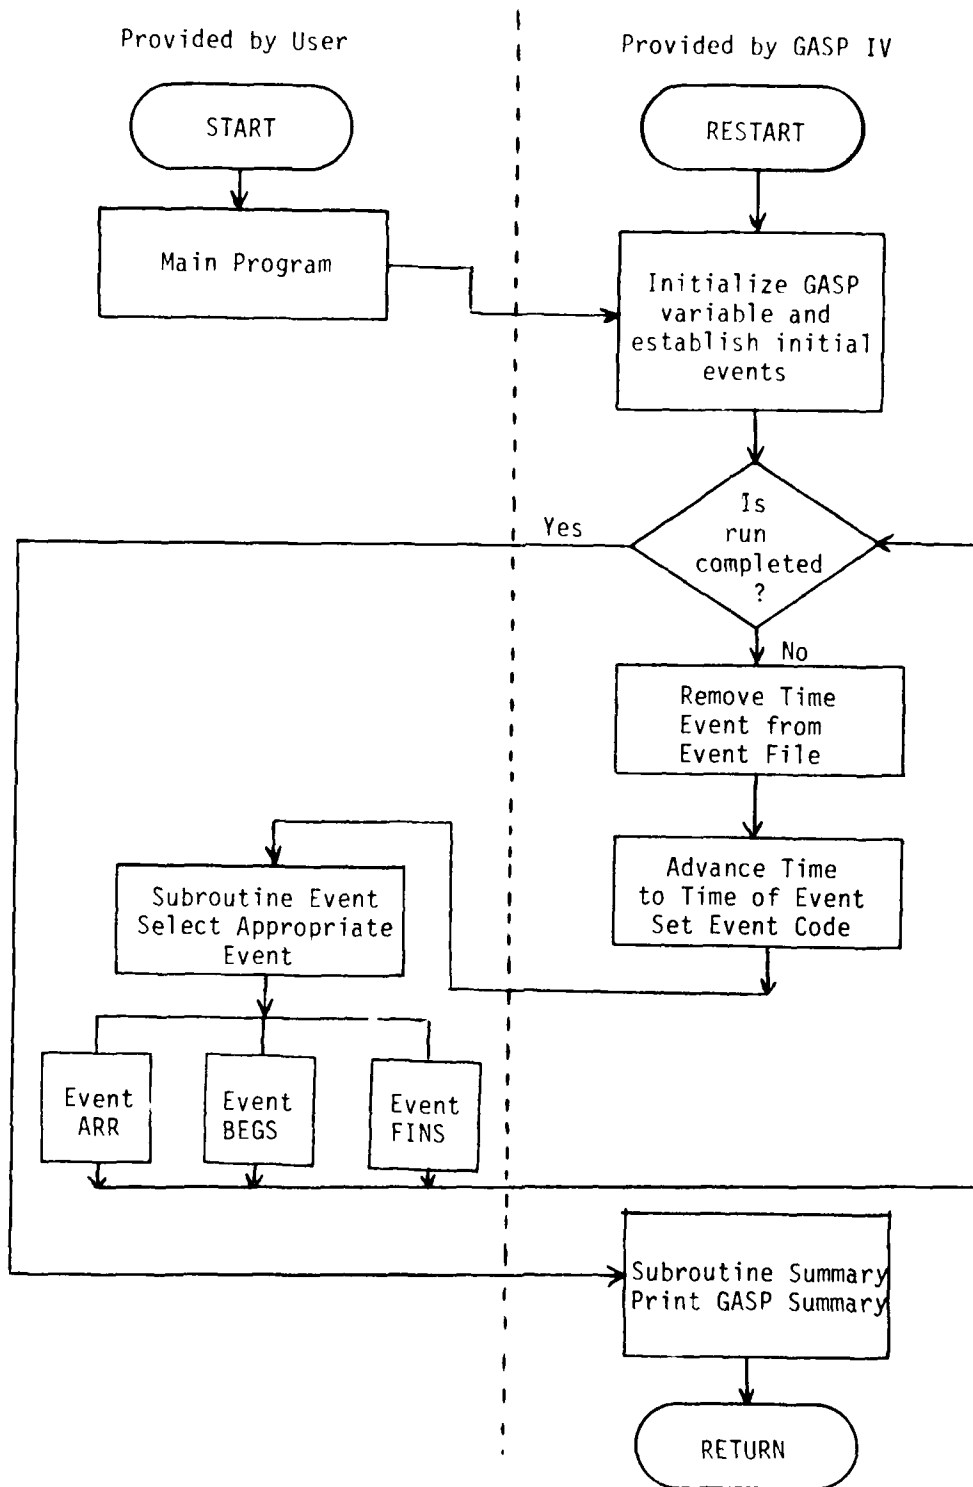 Provided by User
Provided by GASP IV
START
RESTART
Main Program
Initialize GASP
variable and
establish initial
events
Is
run
completed
?
Yes
No
Remove Time
Event from
Event File
Advance Time
to Time of Event
Set Event Code
Subroutine Event
Select Appropriate
Event
Event
ARR
Event
BEGS
Event
FINS
Subroutine Summary
Print GASP Summary
RETURN